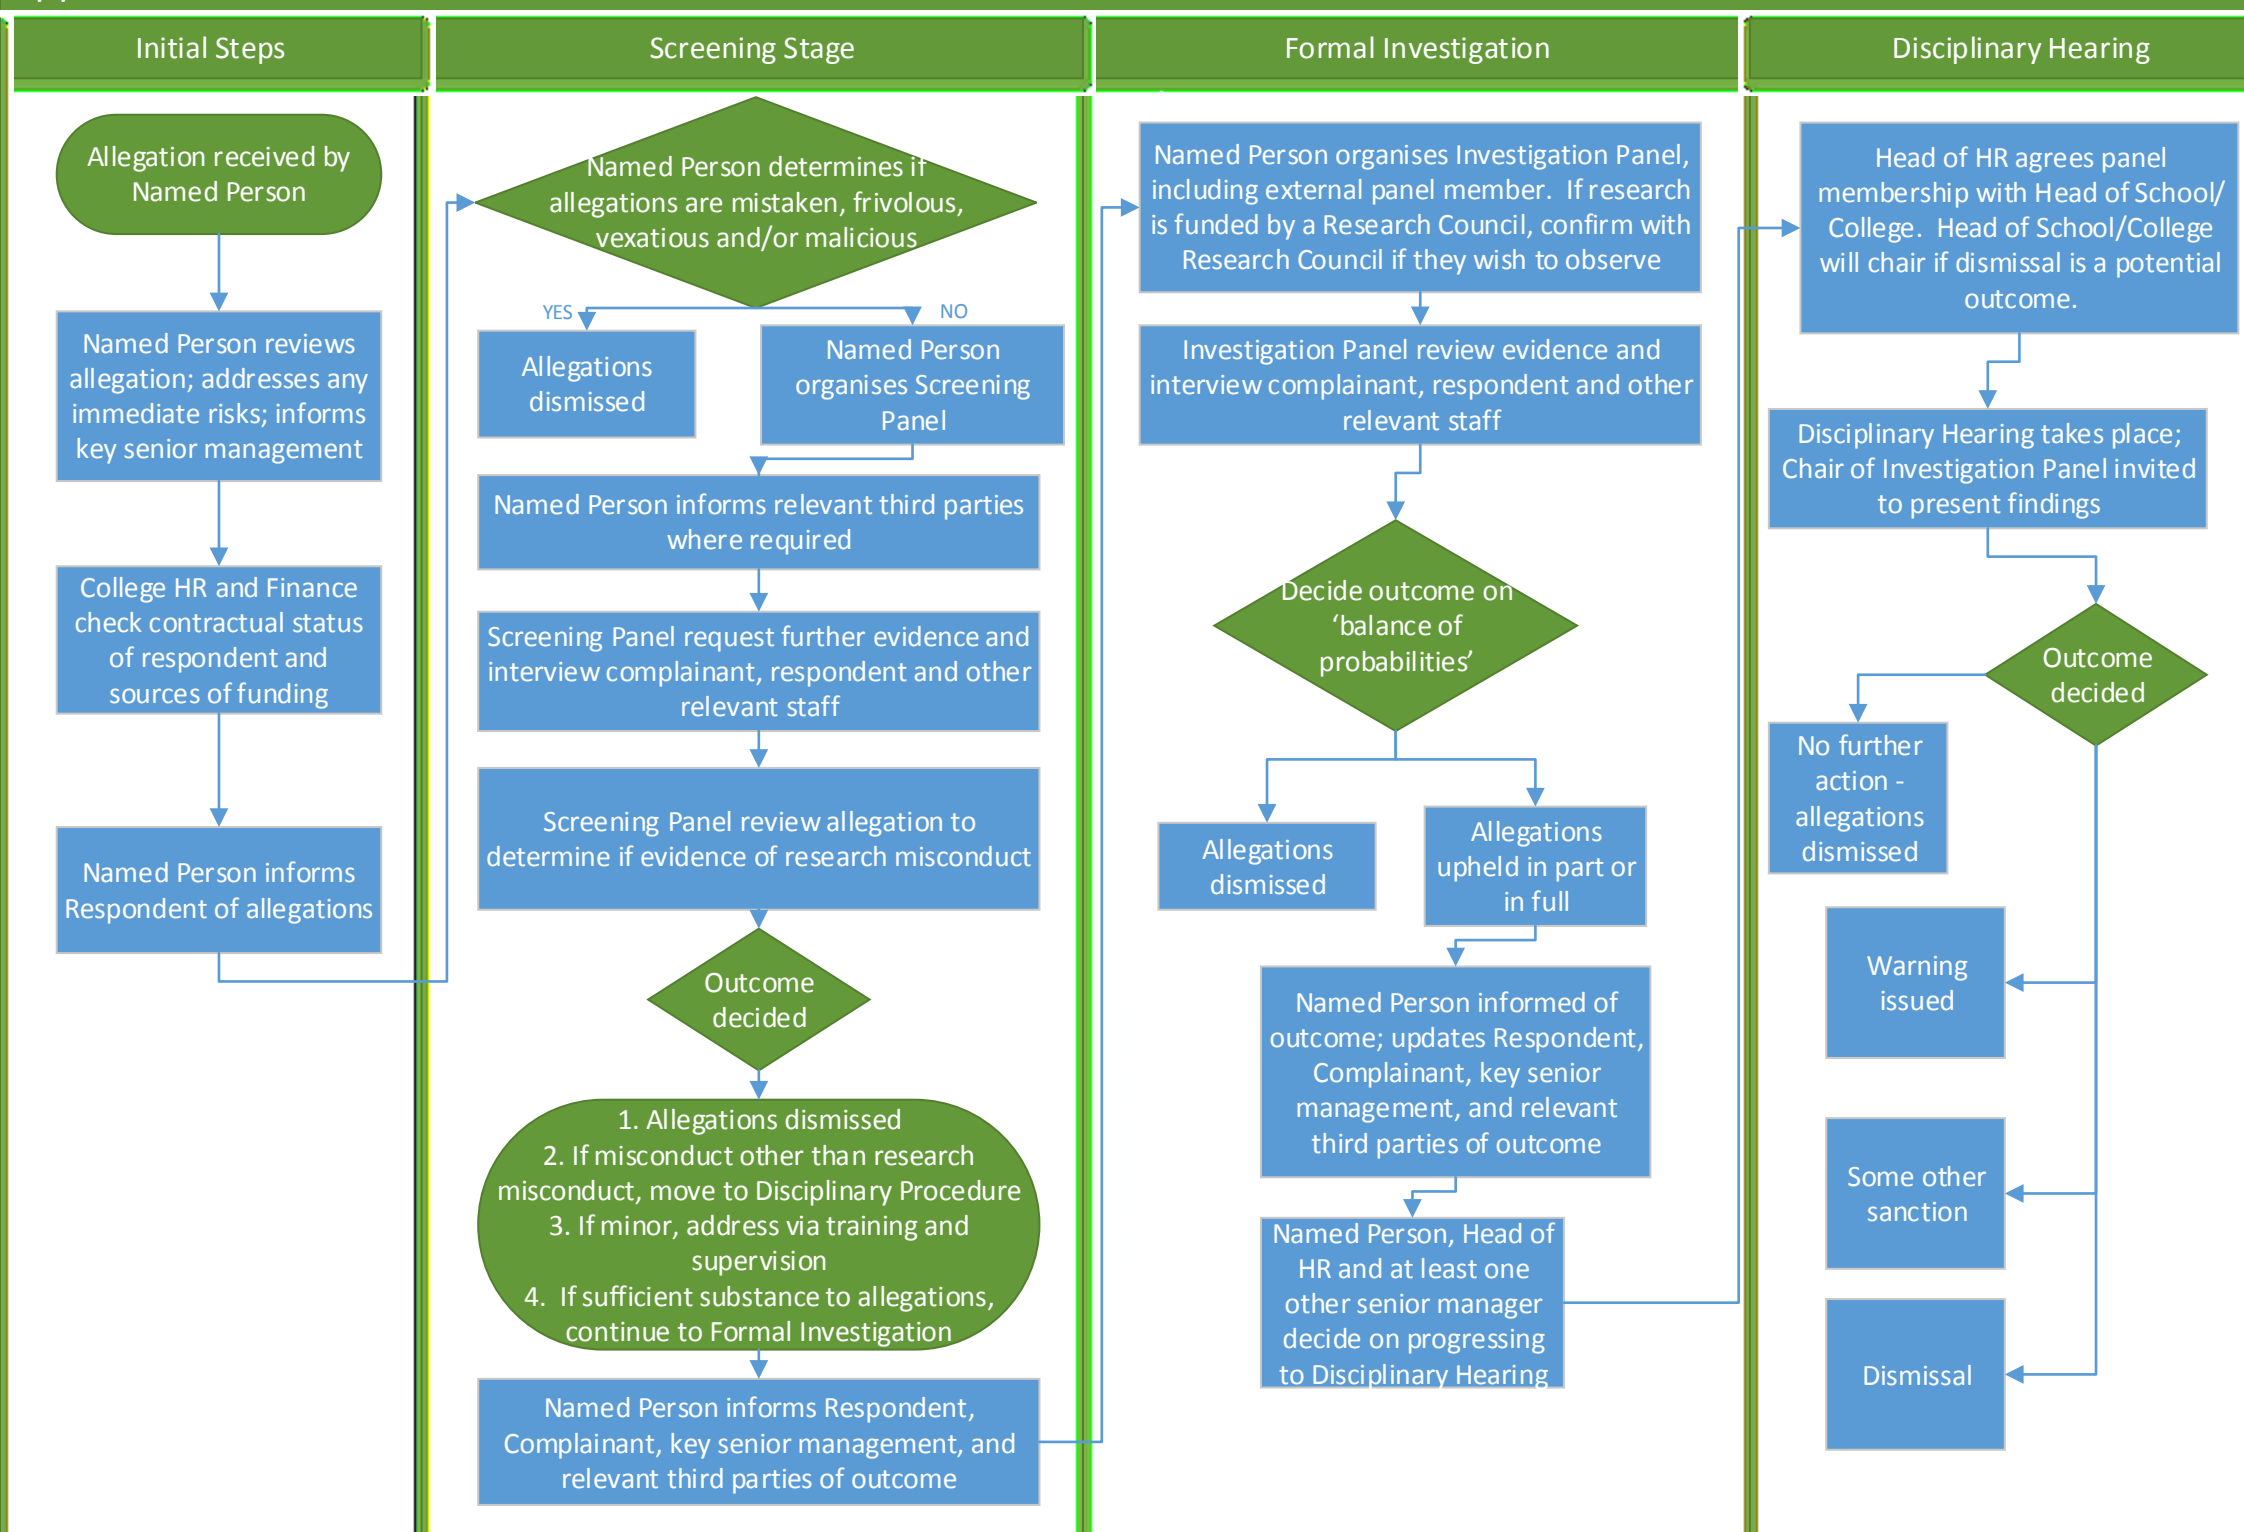 Initial Steps
Allegation received by
Named Person
Named Person reviews
allegation; addresses any
immediate risks; informs
key senior management
College HR and Finance
check contractual status
of respondent and
sources of funding
Named Person informs
Respondent of allegations
Screening Stage
Named Person determines if
allegations are mistaken, frivolous,
vexatious and/or malicious
YES
NO
Allegations
dismissed
Named Person
organises Screening
Panel
Named Person informs relevant third parties
where required
Screening Panel request further evidence and
interview complainant, respondent and other
relevant staff
Screening Panel review allegation to
determine if evidence of research misconduct
Outcome
decided
1. Allegations dismissed
2. If misconduct other than research
misconduct, move to Disciplinary Procedure
3. If minor, address via training and
supervision
4. If sufficient substance to allegations,
continue to Formal Investigation
Named Person informs Respondent,
Complainant, key senior management, and
relevant third parties of outcome
Formal Investigation
Named Person organises Investigation Panel,
including external panel member. If research
is funded by a Research Council, confirm with
Research Council if they wish to observe
Investigation Panel review evidence and
interview complainant, respondent and other
relevant staff
Decide outcome on
‘balance of
probabilities’
Allegations
dismissed
Allegations
upheld in part or
in full
Named Person informed of
outcome; updates Respondent,
Complainant, key senior
management, and relevant
third parties of outcome
Named Person, Head of
HR and at least one
other senior manager
decide on progressing
to Disciplinary Hearing
Disciplinary Hearing
Head of HR agrees panel
membership with Head of School/
College. Head of School/College
will chair if dismissal is a potential
outcome.
Disciplinary Hearing takes place;
Chair of Investigation Panel invited
to present findings
Outcome
decided
No further
action -
allegations
dismissed
Warning
issued
Some other
sanction
Dismissal